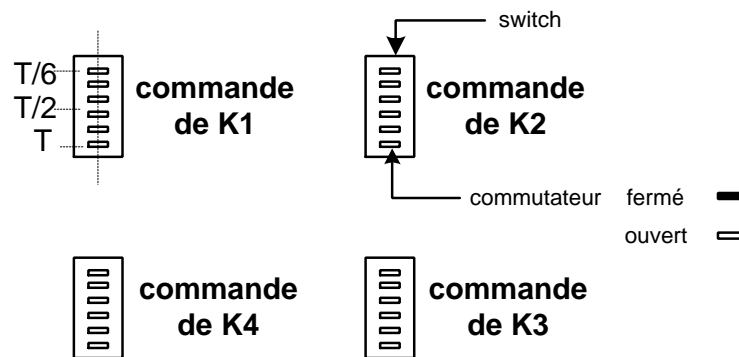 switch
T/6
T/2
T
commande
de K1
commande
de K2
commutateur fermé
ouvert
commande
de K4
commande
de K3